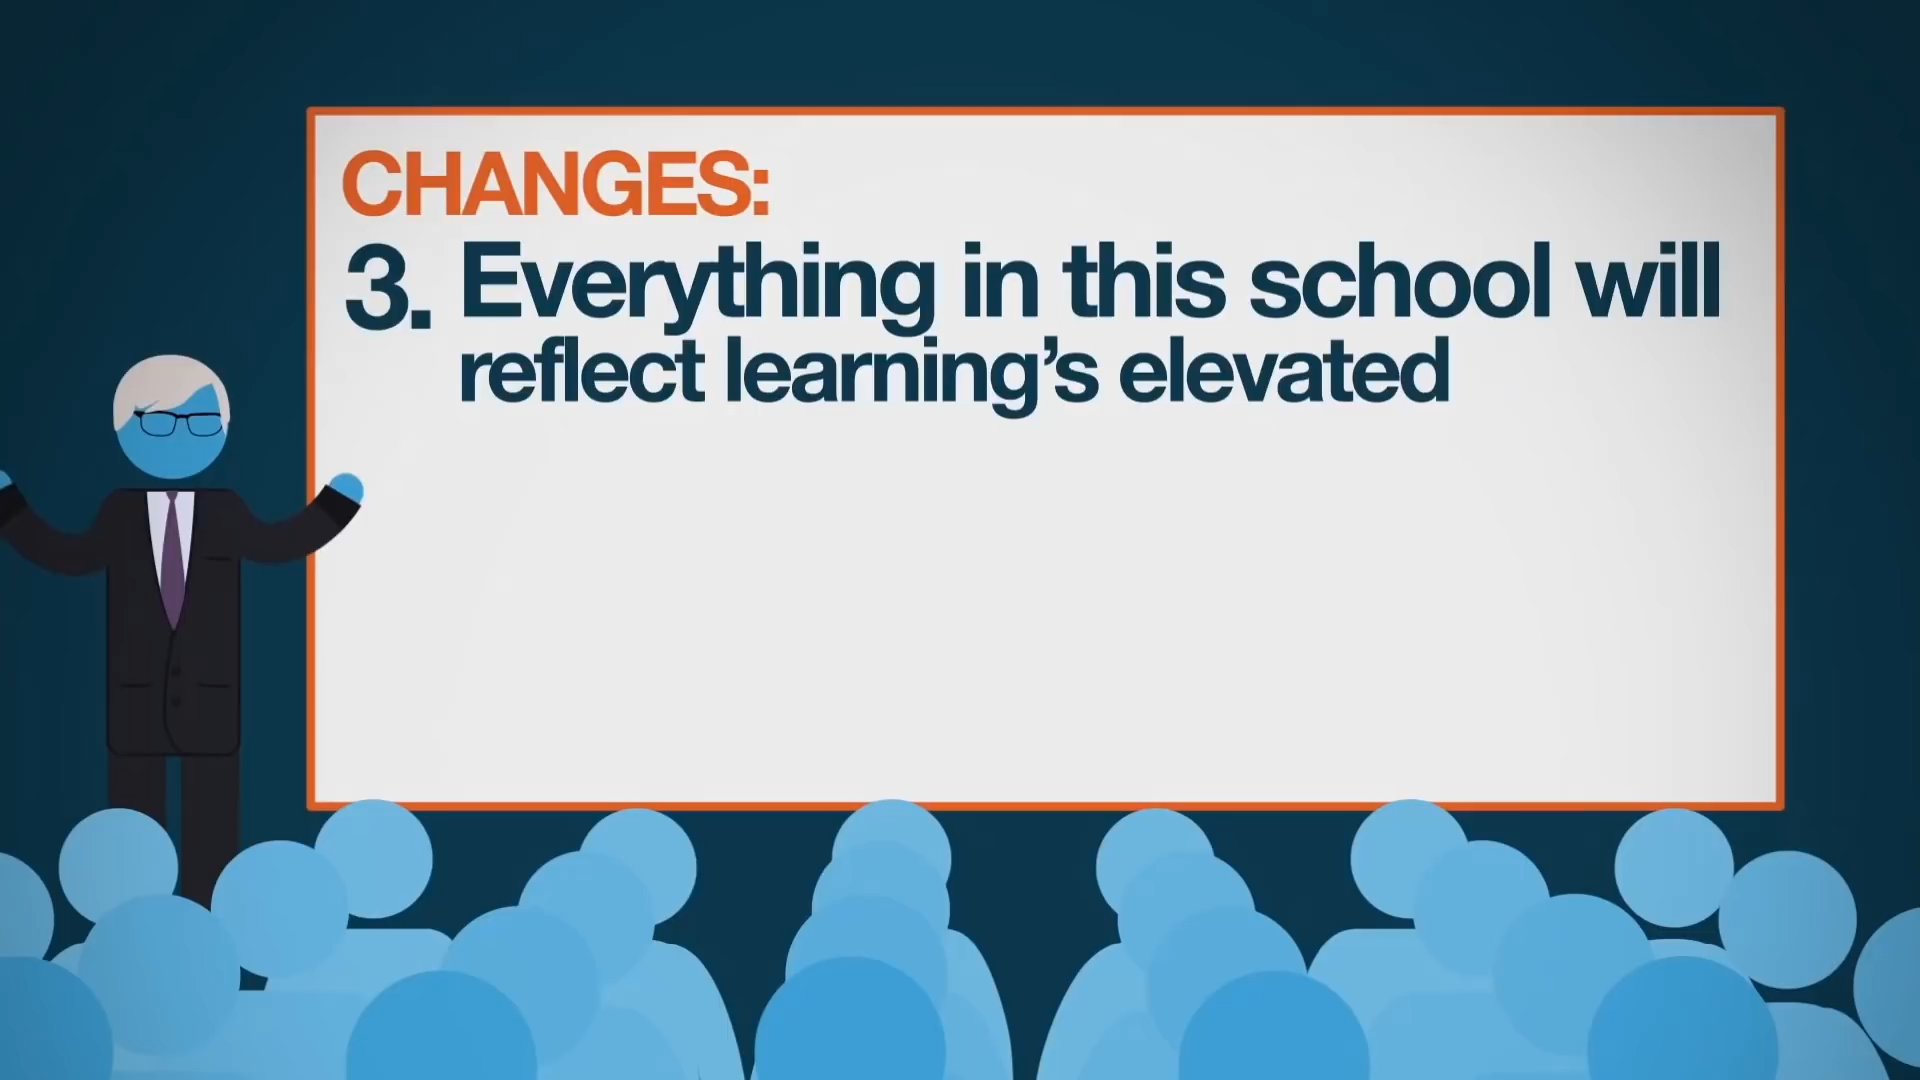 CHANGES:
3. Everything in this school will
reflect learning’s elevated